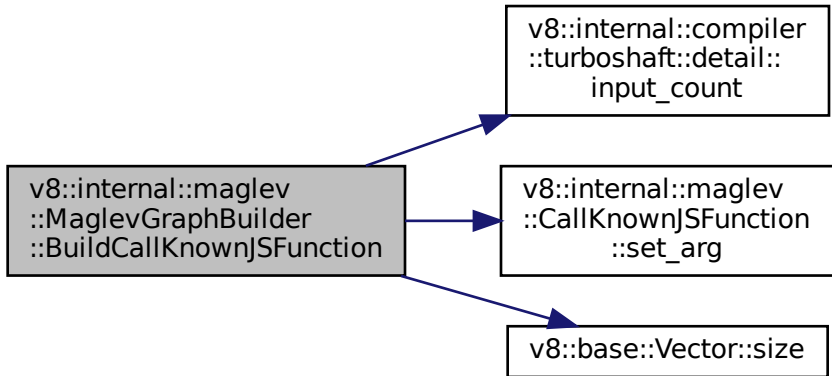 v8::internal::compiler
::turboshaft::detail::
input_count
v8::internal::maglev
::MaglevGraphBuilder
::BuildCallKnownJSFunction
v8::internal::maglev
::CallKnownJSFunction
::set_arg
v8::base::Vector::size